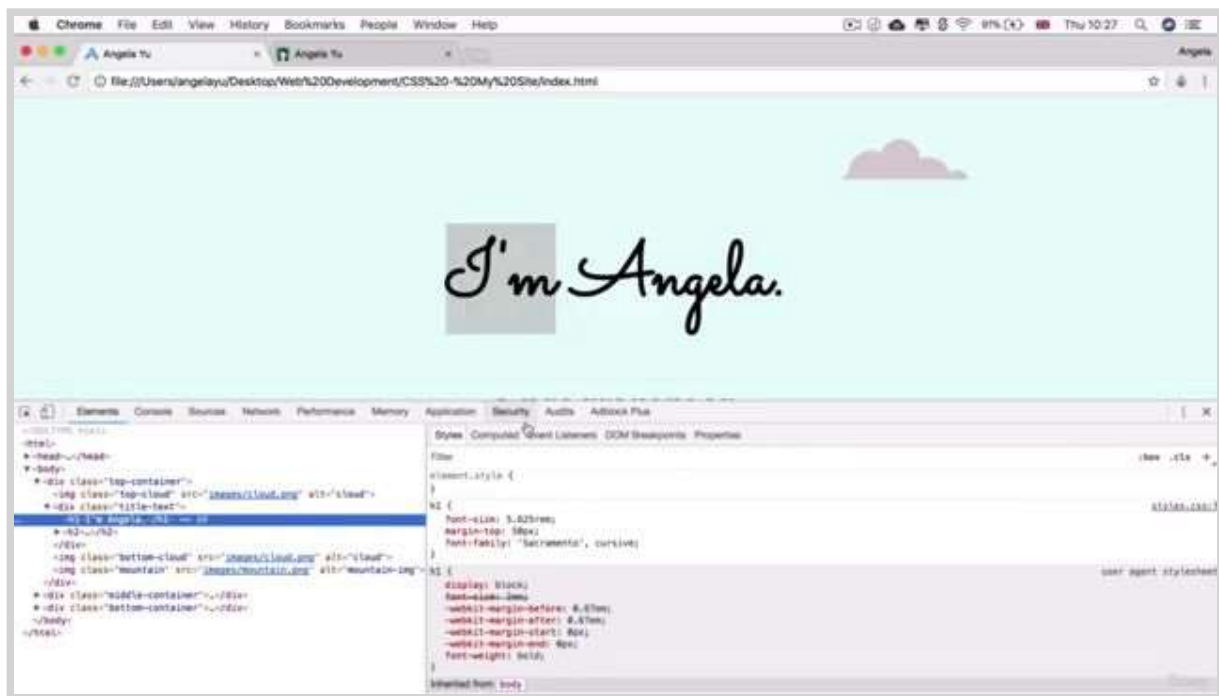 Chrome File Edit View History Bookmarks People Window Help
91% Thu 10:27
Angela Yu
Angela Yu
Angela
file:///Users/angelayu/Desktop/Web%20Development/CSS%20-%20My%20Site/index.html
I'm Angela.
Elements Console Sources Network Performance Memory Application Security Audits Adblock Plus
Styles Computed Event Listeners DOM Breakpoints Properties
<html>
<head>…</head>
Filter
:hov .cls +
<body>
<div class="top-container">
element.style {
<img class="top-cloud" src="images/cloud.png" alt="cloud">
}
<div class="title-text">
h1 {
<h1>I'm Angela.</h1>
font-size: 5.625rem;
<h2>…</h2>
margin-top: 50px;
</div>
font-family: 'Sacramento', cursive;
<img class="bottom-cloud" src="images/cloud.png" alt="cloud">
}
<img class="mountain" src="images/mountain.png" alt="mountain-img">
h1 {
user agent stylesheet
</div>
display: block;
<div class="middle-container">…</div>
font-size: 2em;
<div class="bottom-container">…</div>
-webkit-margin-before: 0.67em;
</body>
-webkit-margin-after: 0.67em;
</html>
-webkit-margin-start: 0px;
-webkit-margin-end: 0px;
font-weight: bold;
}
Inherited from body